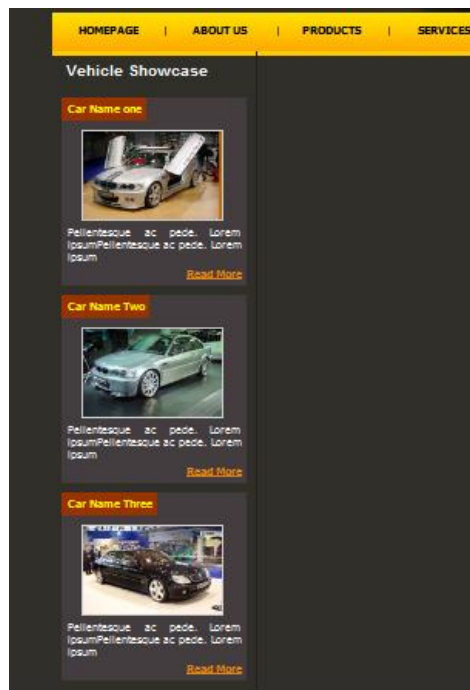 HOMEPAGE | ABOUT US | PRODUCTS | SERVICES
Vehicle Showcase
Car Name one
Pellentesque ac pede. Lorem
IpsumPellentesque ac pede. Lorem
Ipsum
Read More
Car Name Two
Pellentesque ac pede. Lorem
IpsumPellentesque ac pede. Lorem
Ipsum
Read More
Car Name Three
Pellentesque ac pede. Lorem
IpsumPellentesque ac pede. Lorem
Ipsum
Read More